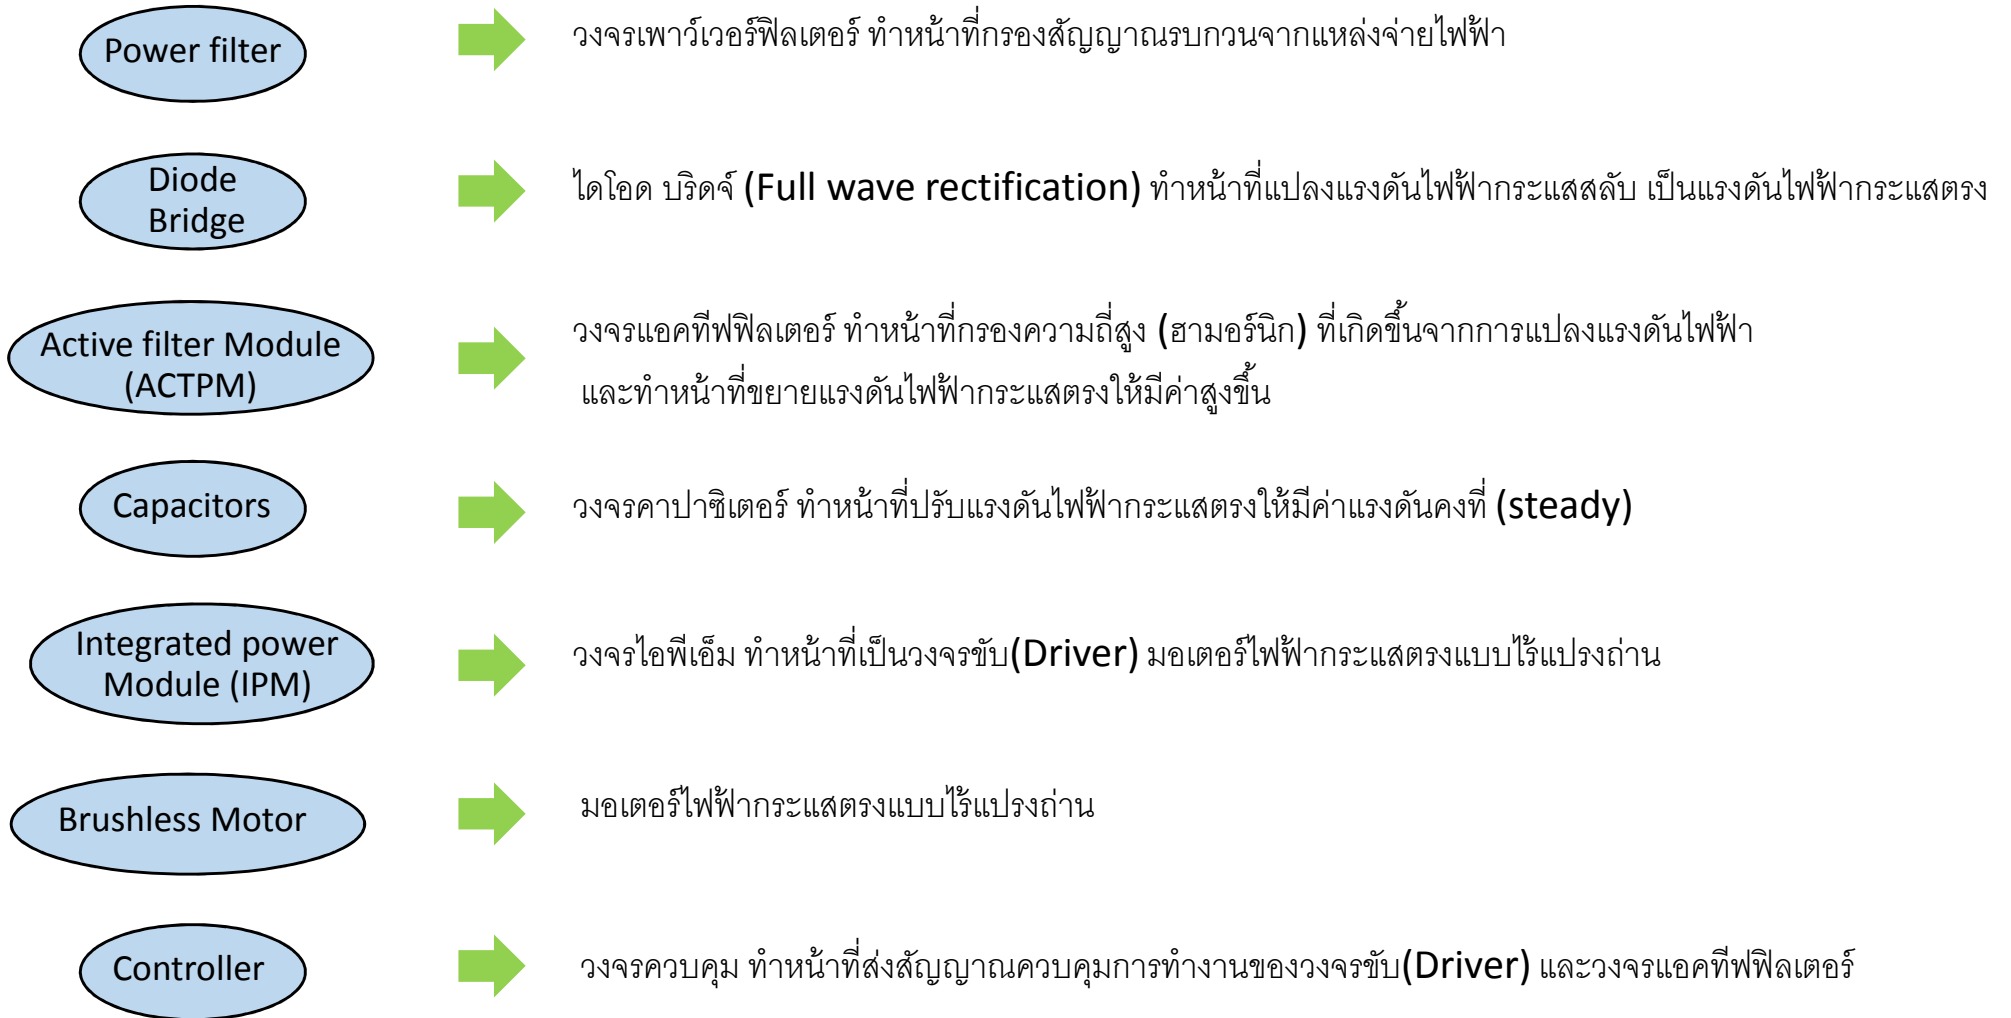 Power filter
วงจรเพาว์เวอร์ฟิลเตอร์ ทำหน้าที่กรองสัญญาณรบกวนจากแหล่งจ่ายไฟฟ้า
Diode
Bridge
ไดโอด บริดจ์ (Full wave rectification) ทำหน้าที่แปลงแรงดันไฟฟ้ากระแสสลับ เป็นแรงดันไฟฟ้ากระแสตรง
Active filter Module
(ACTPM)
วงจรแอคทีฟฟิลเตอร์ ทำหน้าที่กรองความถี่สูง (ฮามอร์นิก) ที่เกิดขึ้นจากการแปลงแรงดันไฟฟ้า
และทำหน้าที่ขยายแรงดันไฟฟ้ากระแสตรงให้มีค่าสูงขึ้น
Capacitors
วงจรคาปาซิเตอร์ ทำหน้าที่ปรับแรงดันไฟฟ้ากระแสตรงให้มีค่าแรงดันคงที่ (steady)
Integrated power
Module (IPM)
วงจรไอพีเอ็ม ทำหน้าที่เป็นวงจรขับ(Driver) มอเตอร์ไฟฟ้ากระแสตรงแบบไร้แปรงถ่าน
Brushless Motor
มอเตอร์ไฟฟ้ากระแสตรงแบบไร้แปรงถ่าน
Controller
วงจรควบคุม ทำหน้าที่ส่งสัญญาณควบคุมการทำงานของวงจรขับ(Driver) และวงจรแอคทีฟฟิลเตอร์